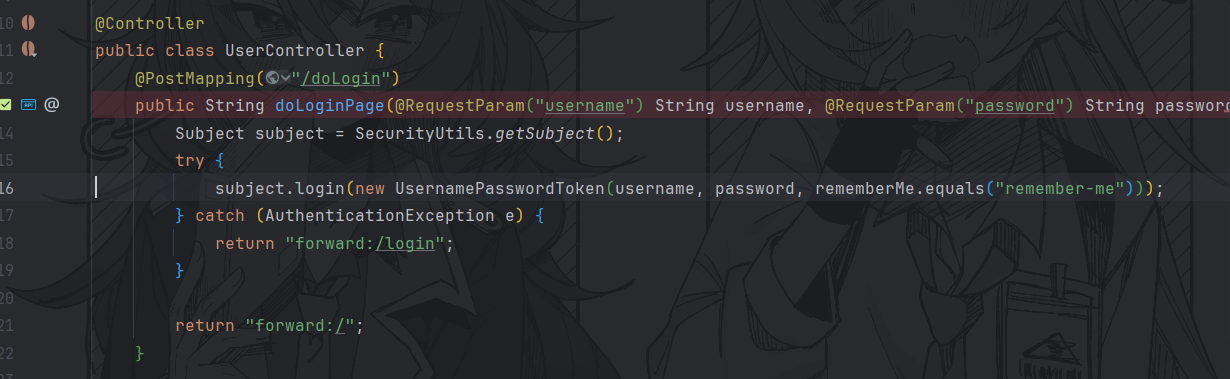 10 @Controller
11 public class UserController {
12 @PostMapping("/doLogin")
public String doLoginPage(@RequestParam("username") String username, @RequestParam("password") String password
14 Subject subject = SecurityUtils.getSubject();
15 try {
16 subject.login(new UsernamePasswordToken(username, password, rememberMe.equals("remember-me")));
17 } catch (AuthenticationException e) {
18 return "forward:/login";
19 }
20
21 return "forward:/";
22 }